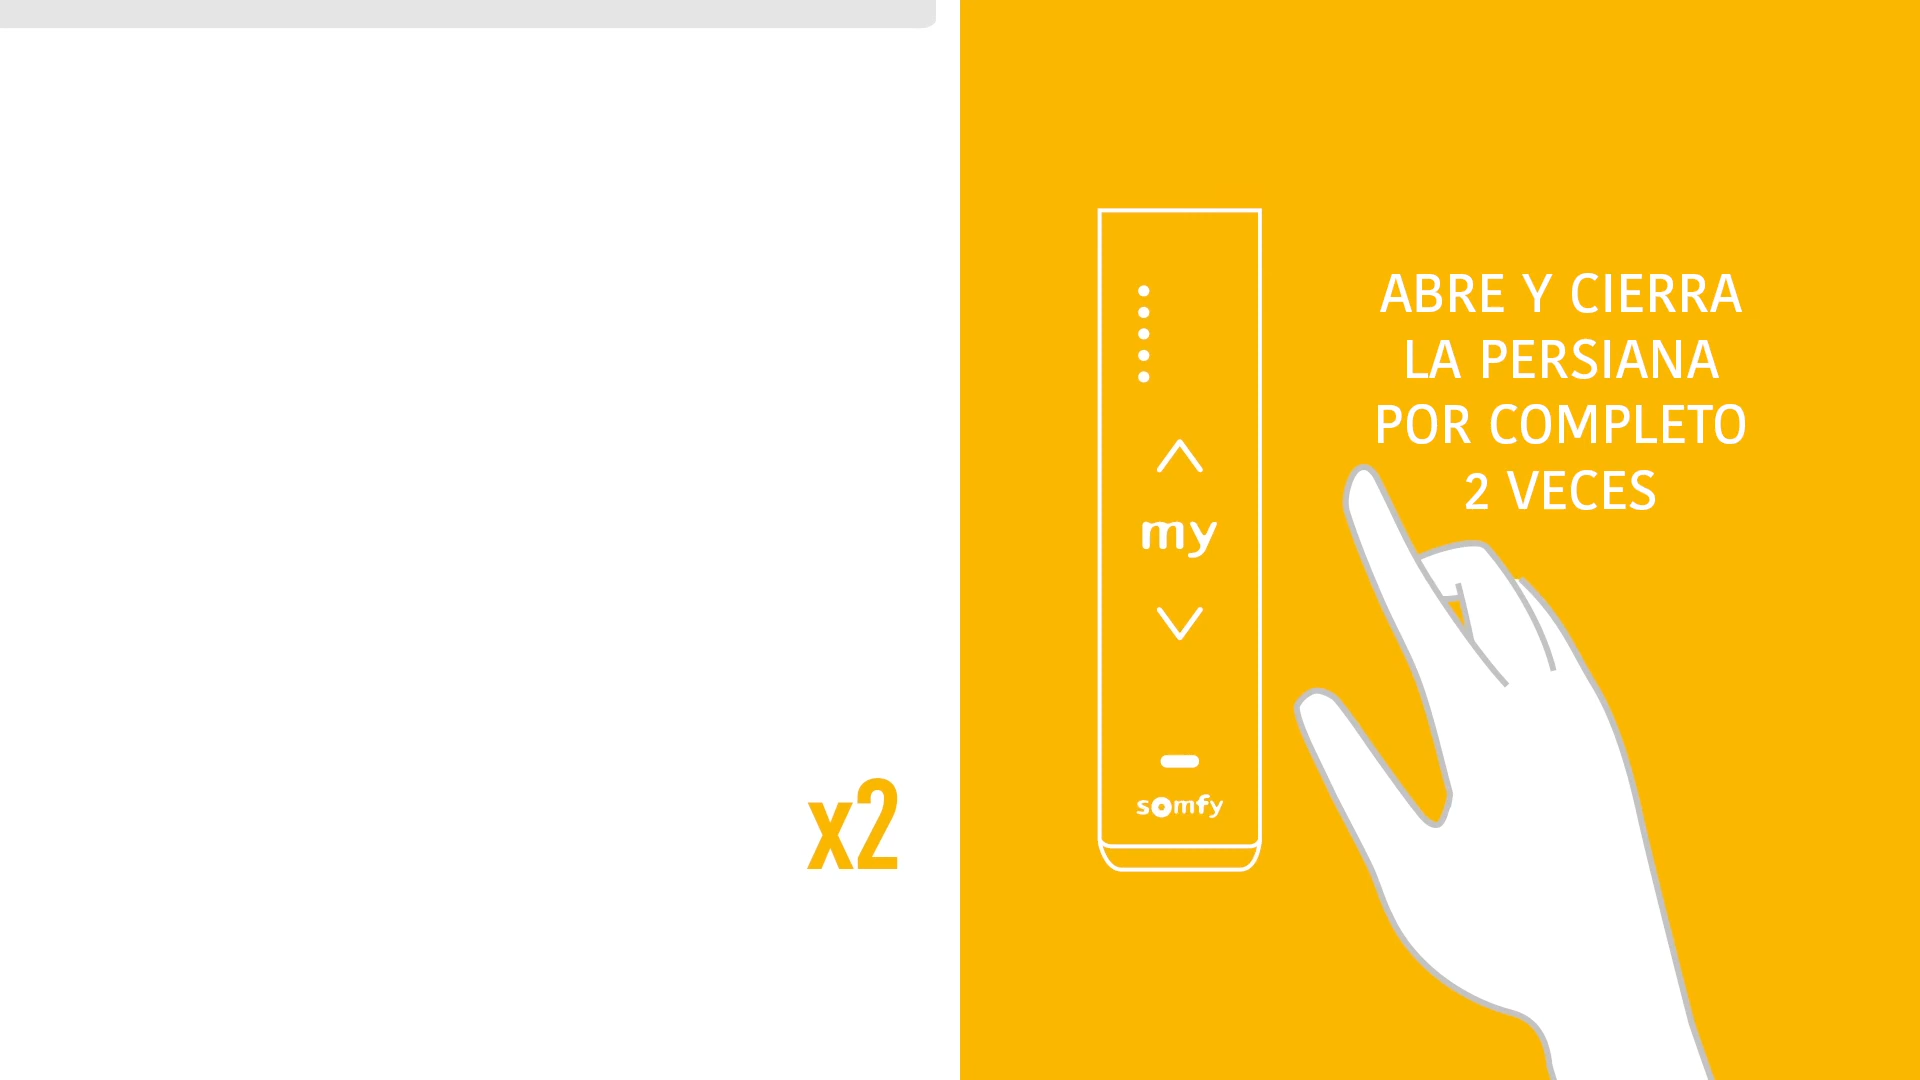 ABRE Y CIERRA
LA PERSIANA
POR COMPLETO
2 VECES
my
somfy
x2